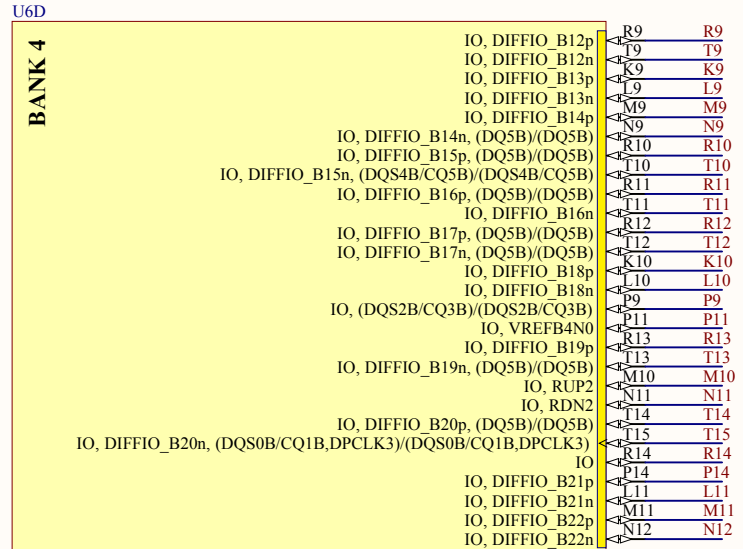 U6D
BANK 4
IO, DIFFIO_B12p R9 R9
IO, DIFFIO_B12n T9 T9
IO, DIFFIO_B13p K9 K9
IO, DIFFIO_B13n L9 L9
IO, DIFFIO_B14p M9 M9
IO, DIFFIO_B14n, (DQ5B)/(DQ5B) N9 N9
IO, DIFFIO_B15p, (DQ5B)/(DQ5B) R10 R10
IO, DIFFIO_B15n, (DQS4B/CQ5B)/(DQS4B/CQ5B) T10 T10
IO, DIFFIO_B16p, (DQ5B)/(DQ5B) R11 R11
IO, DIFFIO_B16n T11 T11
IO, DIFFIO_B17p, (DQ5B)/(DQ5B) R12 R12
IO, DIFFIO_B17n, (DQ5B)/(DQ5B) T12 T12
IO, DIFFIO_B18p K10 K10
IO, DIFFIO_B18n L10 L10
IO, (DQS2B/CQ3B)/(DQS2B/CQ3B) P9 P9
IO, VREFB4N0 P11 P11
IO, DIFFIO_B19p R13 R13
IO, DIFFIO_B19n, (DQ5B)/(DQ5B) T13 T13
IO, RUP2 M10 M10
IO, RDN2 N11 N11
IO, DIFFIO_B20p, (DQ5B)/(DQ5B) T14 T14
IO, DIFFIO_B20n, (DQS0B/CQ1B,DPCLK3)/(DQS0B/CQ1B,DPCLK3) T15 T15
IO R14 R14
IO, DIFFIO_B21p P14 P14
IO, DIFFIO_B21n L11 L11
IO, DIFFIO_B22p M11 M11
IO, DIFFIO_B22n N12 N12